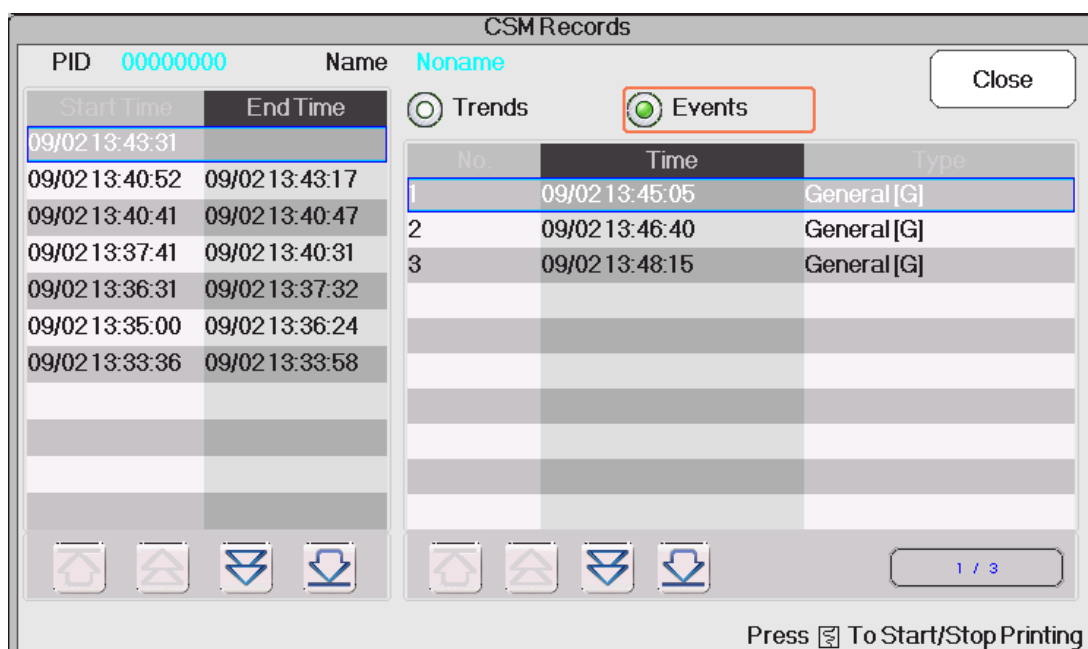 CSM Records
PID 00000000 Name Noname
Close
Trends Events
Start Time End Time
09/02 13:43:31
09/02 13:40:52 09/02 13:43:17
09/02 13:40:41 09/02 13:40:47
09/02 13:37:41 09/02 13:40:31
09/02 13:36:31 09/02 13:37:32
09/02 13:35:00 09/02 13:36:24
09/02 13:33:36 09/02 13:33:58
No. Time Type
1 09/02 13:45:05 General [G]
2 09/02 13:46:40 General [G]
3 09/02 13:48:15 General [G]
1 / 3
Press To Start/Stop Printing